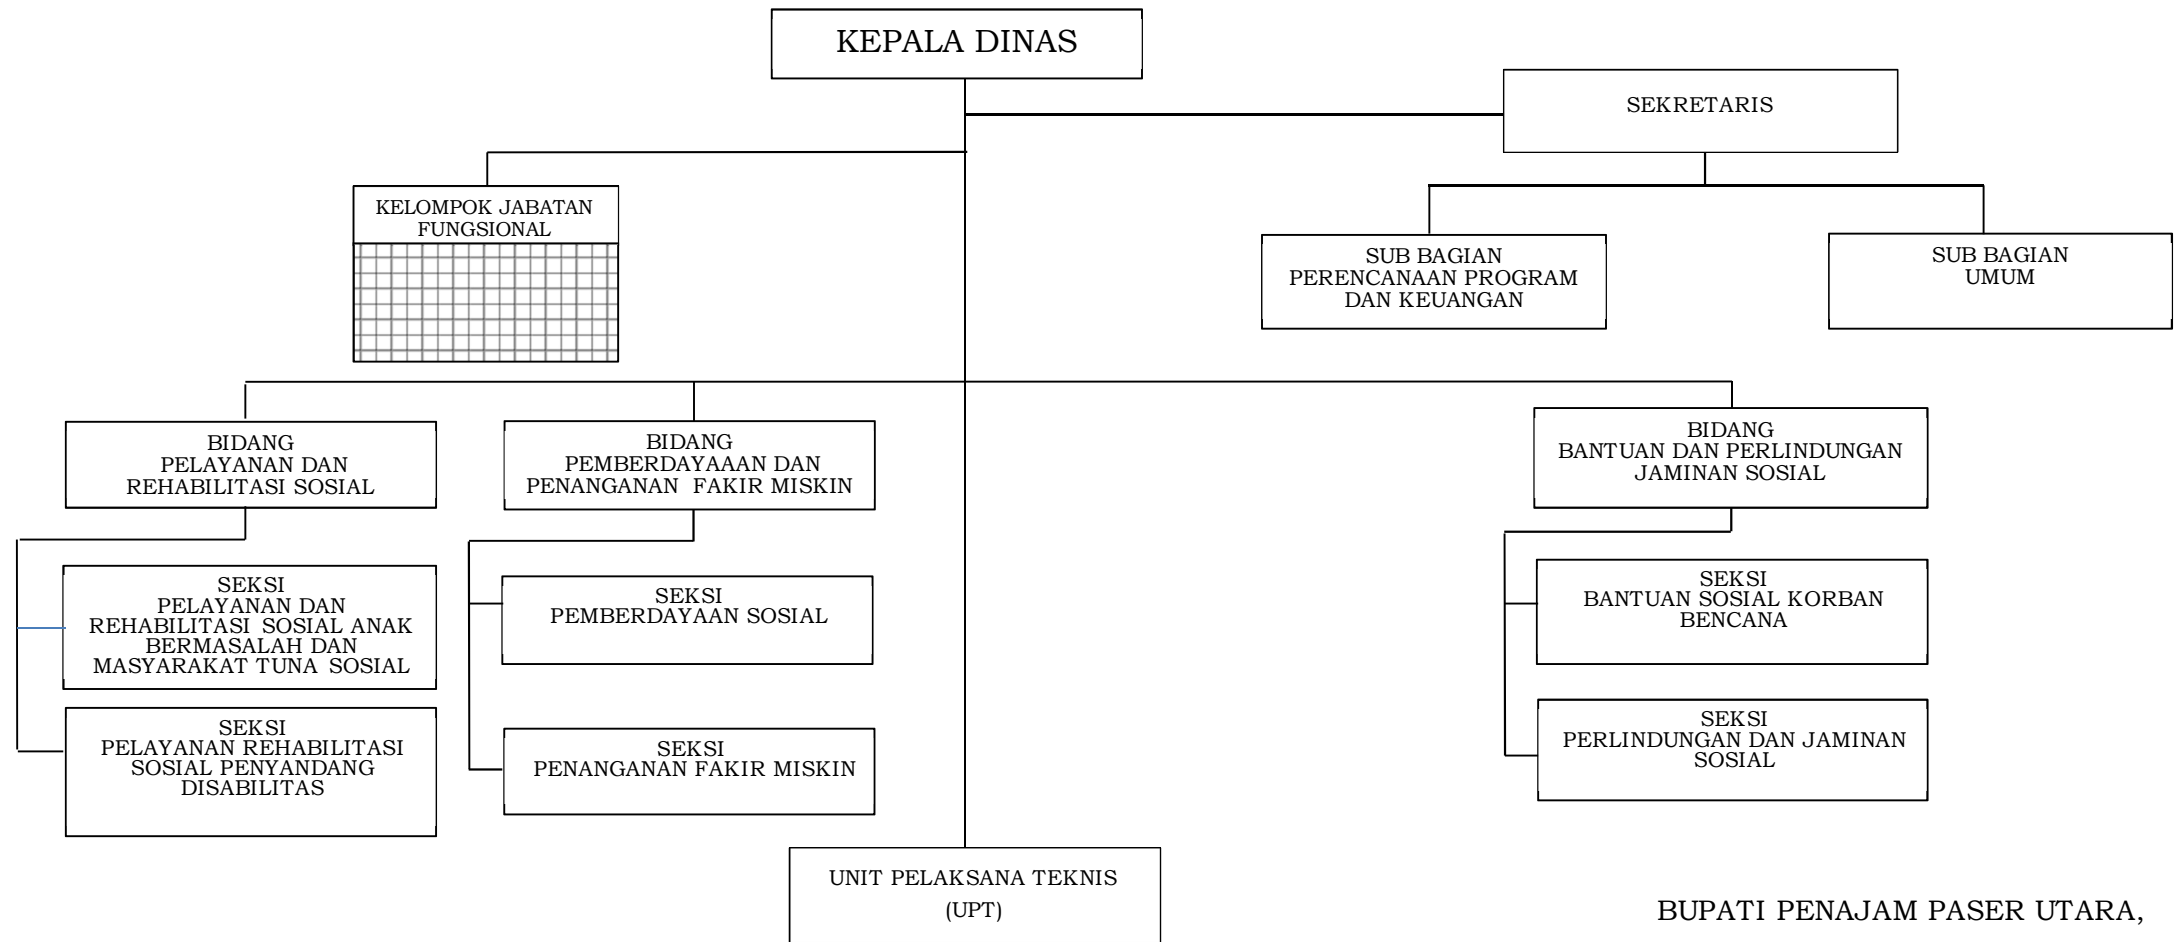 KEPALA DINAS
SEKRETARIS
KELOMPOK JABATAN
FUNGSIONAL
SUB BAGIAN
PERENCANAAN PROGRAM
DAN KEUANGAN
SUB BAGIAN
UMUM
BIDANG
PELAYANAN DAN
REHABILITASI SOSIAL
BIDANG
PEMBERDAYAAAN DAN
PENANGANAN FAKIR MISKIN
BIDANG
BANTUAN DAN PERLINDUNGAN
JAMINAN SOSIAL
SEKSI
PELAYANAN DAN
REHABILITASI SOSIAL ANAK
BERMASALAH DAN
MASYARAKAT TUNA SOSIAL
SEKSI
PELAYANAN REHABILITASI
SOSIAL PENYANDANG
DISABILITAS
SEKSI
PEMBERDAYAAN SOSIAL
SEKSI
PENANGANAN FAKIR MISKIN
SEKSI
BANTUAN SOSIAL KORBAN
BENCANA
SEKSI
PERLINDUNGAN DAN JAMINAN
SOSIAL
UNIT PELAKSANA TEKNIS
(UPT)
BUPATI PENAJAM PASER UTARA,